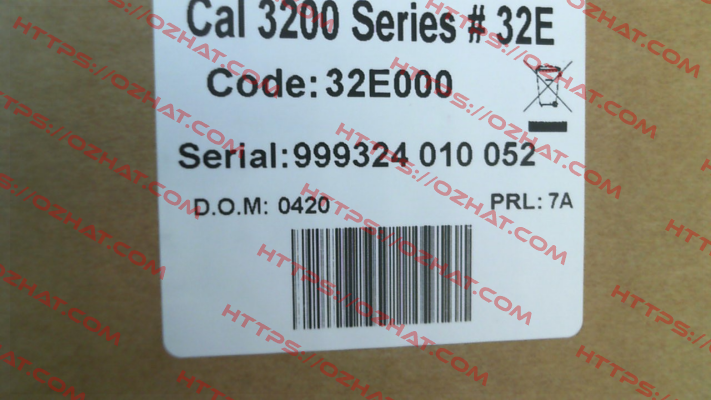 Cal 3200 Series # 32E
Code: 32E000
Serial: 999324 010 052
D.O.M: 0420 PRL: 7A
HTTPS://OZHAT.COM